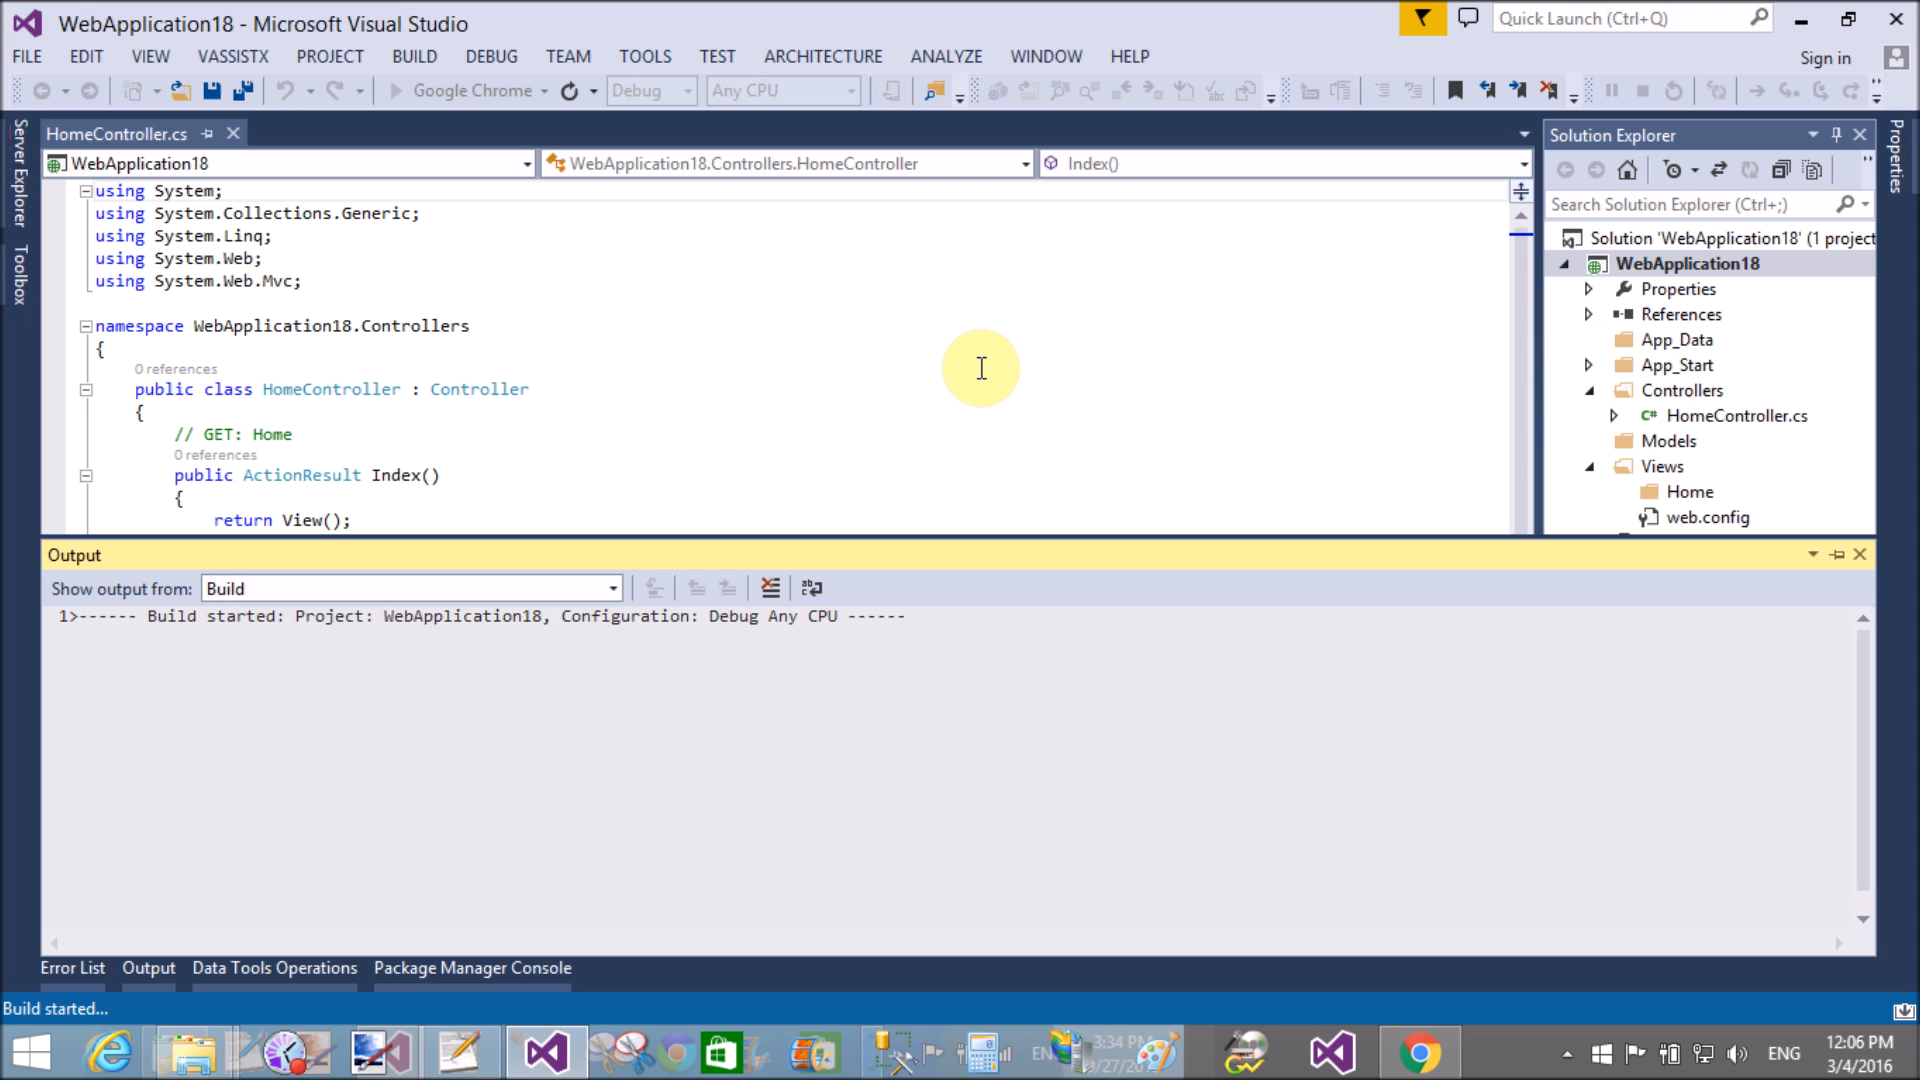 WebApplication18 - Microsoft Visual Studio
Quick Launch (Ctrl+Q)
FILE EDIT VIEW VASSISTX PROJECT BUILD DEBUG TEAM TOOLS TEST ARCHITECTURE ANALYZE WINDOW HELP
Sign in
Google Chrome Debug Any CPU
Server Explorer
Toolbox
HomeController.cs
WebApplication18 WebApplication18.Controllers.HomeController Index()
using System;
using System.Collections.Generic;
using System.Linq;
using System.Web;
using System.Web.Mvc;
namespace WebApplication18.Controllers
{
0 references
public class HomeController : Controller
{
// GET: Home
0 references
public ActionResult Index()
{
return View();
Solution Explorer
Search Solution Explorer (Ctrl+;)
Solution 'WebApplication18' (1 project
WebApplication18
Properties
References
App_Data
App_Start
Controllers
C# HomeController.cs
Models
Views
Home
web.config
Properties
Output
Show output from: Build
1>------ Build started: Project: WebApplication18, Configuration: Debug Any CPU ------
Error List Output Data Tools Operations Package Manager Console
Build started...
EN
3:34 PM
ENG
12:06 PM
3/4/2016